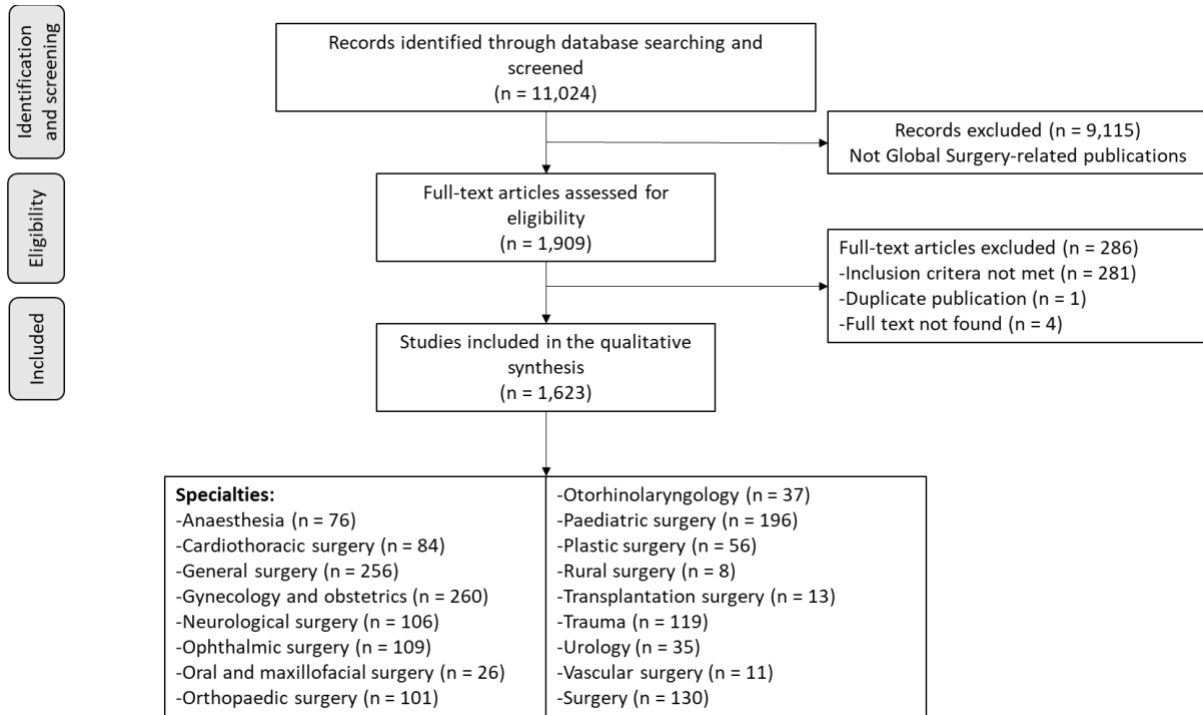 Identification
and screening
Records identified through database searching and
screened
(n = 11,024)
Records excluded (n = 9,115)
Not Global Surgery-related publications
Eligibility
Full-text articles assessed for
eligibility
(n = 1,909)
Full-text articles excluded (n = 286)
-Inclusion critera not met (n = 281)
-Duplicate publication (n = 1)
-Full text not found (n = 4)
Included
Studies included in the qualitative
synthesis
(n = 1,623)
Specialties:
-Anaesthesia (n = 76)
-Cardiothoracic surgery (n = 84)
-General surgery (n = 256)
-Gynecology and obstetrics (n = 260)
-Neurological surgery (n = 106)
-Ophthalmic surgery (n = 109)
-Oral and maxillofacial surgery (n = 26)
-Orthopaedic surgery (n = 101)
-Otorhinolaryngology (n = 37)
-Paediatric surgery (n = 196)
-Plastic surgery (n = 56)
-Rural surgery (n = 8)
-Transplantation surgery (n = 13)
-Trauma (n = 119)
-Urology (n = 35)
-Vascular surgery (n = 11)
-Surgery (n = 130)